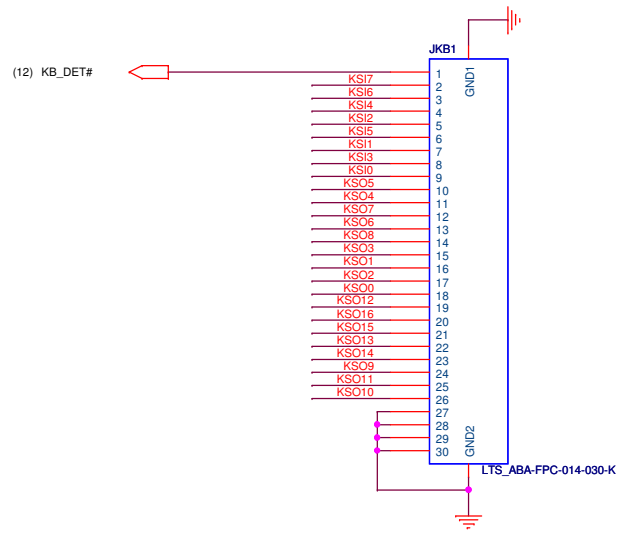 JKB1
(12) KB_DET#
1
GND1
KSI7
2
KSI6
3
KSI4
4
KSI2
5
KSI5
6
KSI1
7
KSI3
8
KSI0
9
KSO5
10
KSO4
11
KSO7
12
KSO6
13
KSO8
14
KSO3
15
KSO1
16
KSO2
17
KSO0
18
KSO12
19
KSO16
20
KSO15
21
KSO13
22
KSO14
23
KSO9
24
KSO11
25
KSO10
26
27
28
29
30
GND2
LTS_ABA-FPC-014-030-K